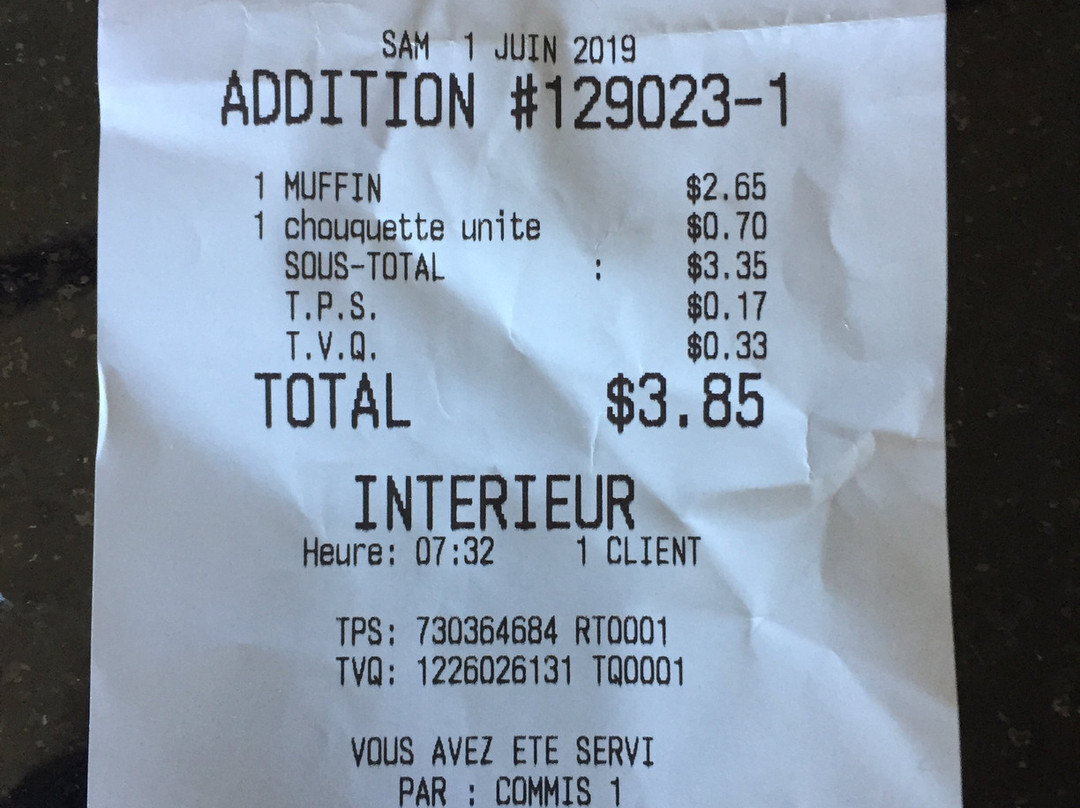 SAM 1 JUIN 2019
ADDITION #129023-1
1 MUFFIN $2.65
1 chouquette unite $0.70
SOUS-TOTAL : $3.35
T.P.S. $0.17
T.V.Q. $0.33
TOTAL $3.85
INTERIEUR
Heure: 07:32 1 CLIENT
TPS: 730364684 RT0001
TVQ: 1226026131 TQ0001
VOUS AVEZ ETE SERVI
PAR : COMMIS 1